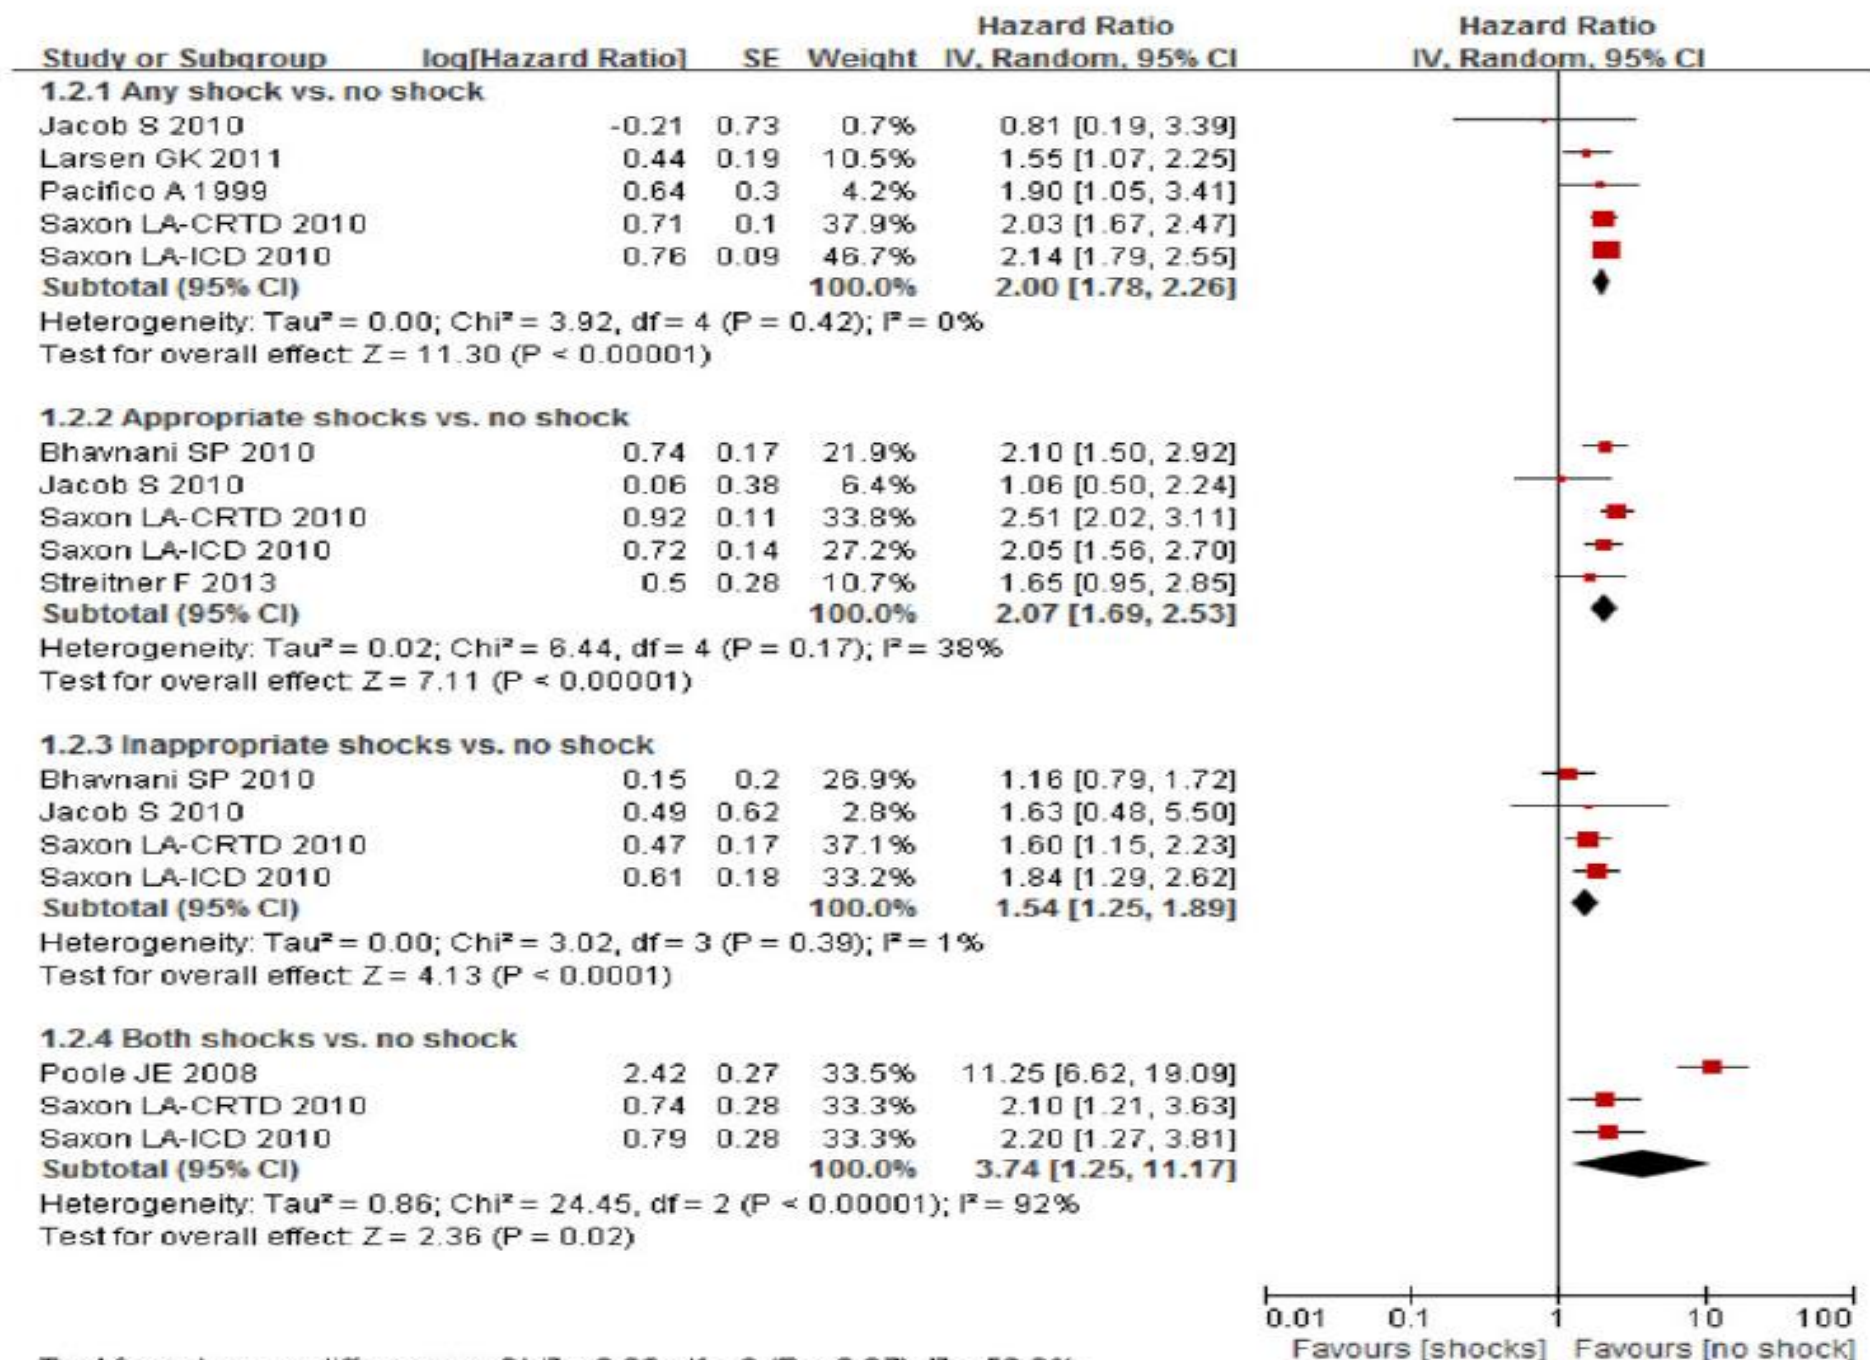 Hazard Ratio Hazard Ratio
Study or Subgroup log[Hazard Ratio] SE Weight IV, Random, 95% CI IV, Random, 95% CI
1.2.1 Any shock vs. no shock
Jacob S 2010 -0.21 0.73 0.7% 0.81 [0.19, 3.39]
Larsen GK 2011 0.44 0.19 10.5% 1.55 [1.07, 2.25]
Pacifico A 1999 0.64 0.3 4.2% 1.90 [1.05, 3.41]
Saxon LA-CRTD 2010 0.71 0.1 37.9% 2.03 [1.67, 2.47]
Saxon LA-ICD 2010 0.76 0.09 46.7% 2.14 [1.79, 2.55]
Subtotal (95% CI) 100.0% 2.00 [1.78, 2.26]
Heterogeneity: Tau² = 0.00; Chi² = 3.92, df = 4 (P = 0.42); I² = 0%
Test for overall effect: Z = 11.30 (P < 0.00001)
1.2.2 Appropriate shocks vs. no shock
Bhavnani SP 2010 0.74 0.17 21.9% 2.10 [1.50, 2.92]
Jacob S 2010 0.06 0.38 6.4% 1.06 [0.50, 2.24]
Saxon LA-CRTD 2010 0.92 0.11 33.8% 2.51 [2.02, 3.11]
Saxon LA-ICD 2010 0.72 0.14 27.2% 2.05 [1.56, 2.70]
Streitner F 2013 0.5 0.28 10.7% 1.65 [0.95, 2.85]
Subtotal (95% CI) 100.0% 2.07 [1.69, 2.53]
Heterogeneity: Tau² = 0.02; Chi² = 6.44, df = 4 (P = 0.17); I² = 38%
Test for overall effect: Z = 7.11 (P < 0.00001)
1.2.3 Inappropriate shocks vs. no shock
Bhavnani SP 2010 0.15 0.2 26.9% 1.16 [0.79, 1.72]
Jacob S 2010 0.49 0.62 2.8% 1.63 [0.48, 5.50]
Saxon LA-CRTD 2010 0.47 0.17 37.1% 1.60 [1.15, 2.23]
Saxon LA-ICD 2010 0.61 0.18 33.2% 1.84 [1.29, 2.62]
Subtotal (95% CI) 100.0% 1.54 [1.25, 1.89]
Heterogeneity: Tau² = 0.00; Chi² = 3.02, df = 3 (P = 0.39); I² = 1%
Test for overall effect: Z = 4.13 (P < 0.0001)
1.2.4 Both shocks vs. no shock
Poole JE 2008 2.42 0.27 33.5% 11.25 [6.62, 19.09]
Saxon LA-CRTD 2010 0.74 0.28 33.3% 2.10 [1.21, 3.63]
Saxon LA-ICD 2010 0.79 0.28 33.3% 2.20 [1.27, 3.81]
Subtotal (95% CI) 100.0% 3.74 [1.25, 11.17]
Heterogeneity: Tau² = 0.86; Chi² = 24.45, df = 2 (P < 0.00001); I² = 92%
Test for overall effect: Z = 2.36 (P = 0.02)
0.01 0.1 1 10 100
Favours [shocks] Favours [no shock]